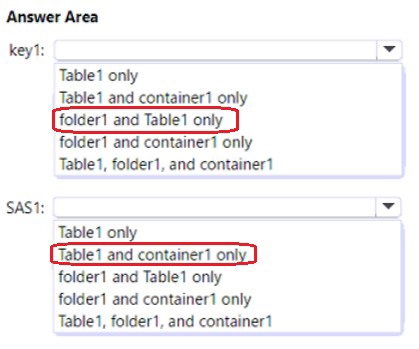 Answer Area
key1:
Table1 only
Table1 and container1 only
folder1 and Table1 only
folder1 and container1 only
Table1, folder1, and container1
SAS1:
Table1 only
Table1 and container1 only
folder1 and Table1 only
folder1 and container1 only
Table1, folder1, and container1